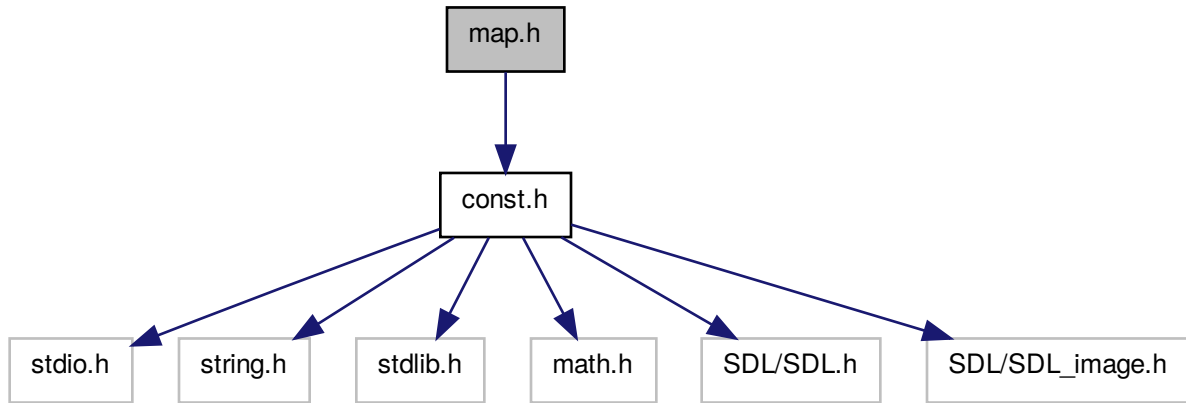 map.h
const.h
stdio.h
string.h
stdlib.h
math.h
SDL/SDL.h
SDL/SDL_image.h